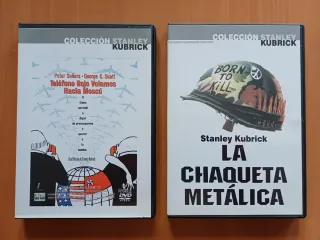 COLECCIÓN STANLEY
KUBRICK
Peter Sellers - George C. Scott
Teléfono Rojo Volamos
Hacia Moscú
DVD
COLECCIÓN STANLEY
KUBRICK
BORN
TO
KILL
Stanley Kubrick
LA
CHAQUETA
METÁLICA